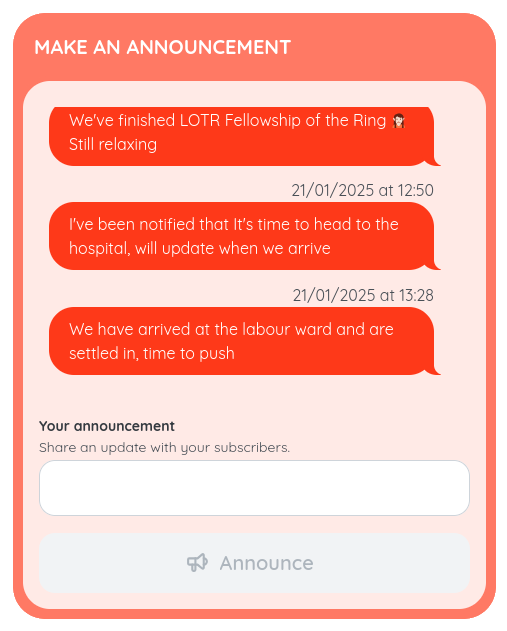 MAKE AN ANNOUNCEMENT
We've finished LOTR Fellowship of the Ring 🧝🏻
Still relaxing
21/01/2025 at 12:50
I've been notified that It's time to head to the
hospital, will update when we arrive
21/01/2025 at 13:28
We have arrived at the labour ward and are
settled in, time to push
Your announcement
Share an update with your subscribers.
Announce